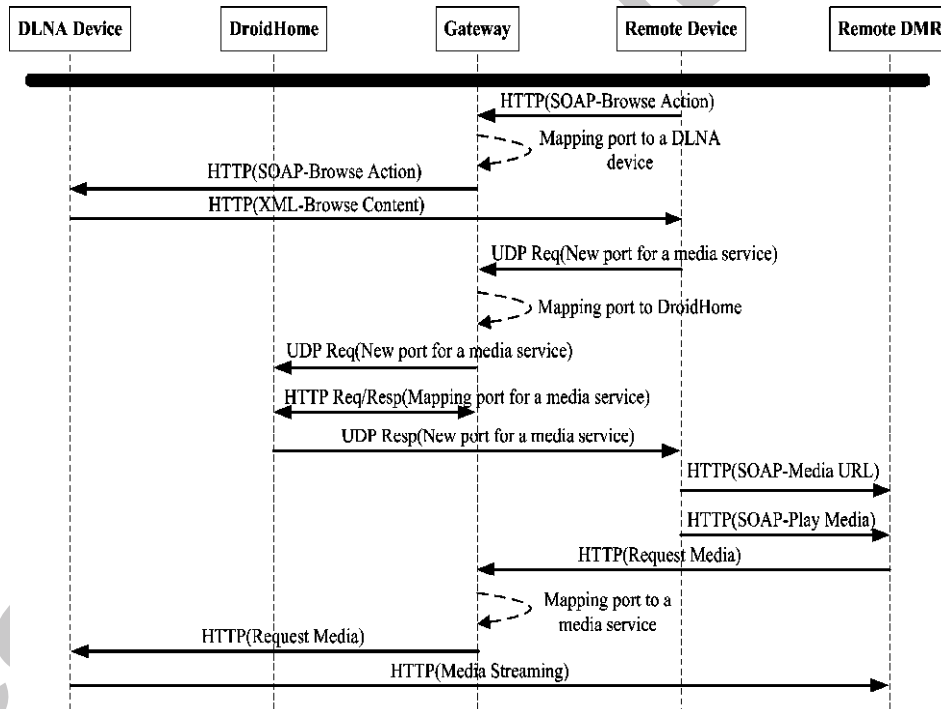 DLNA Device
DroidHome
Gateway
Remote Device
Remote DMR
HTTP(SOAP-Browse Action)
Mapping port to a DLNA
device
HTTP(SOAP-Browse Action)
HTTP(XML-Browse Content)
UDP Req(New port for a media service)
Mapping port to DroidHome
UDP Req(New port for a media service)
HTTP Req/Resp(Mapping port for a media service)
UDP Resp(New port for a media service)
HTTP(SOAP-Media URL)
HTTP(SOAP-Play Media)
HTTP(Request Media)
Mapping port to a
media service
HTTP(Request Media)
HTTP(Media Streaming)